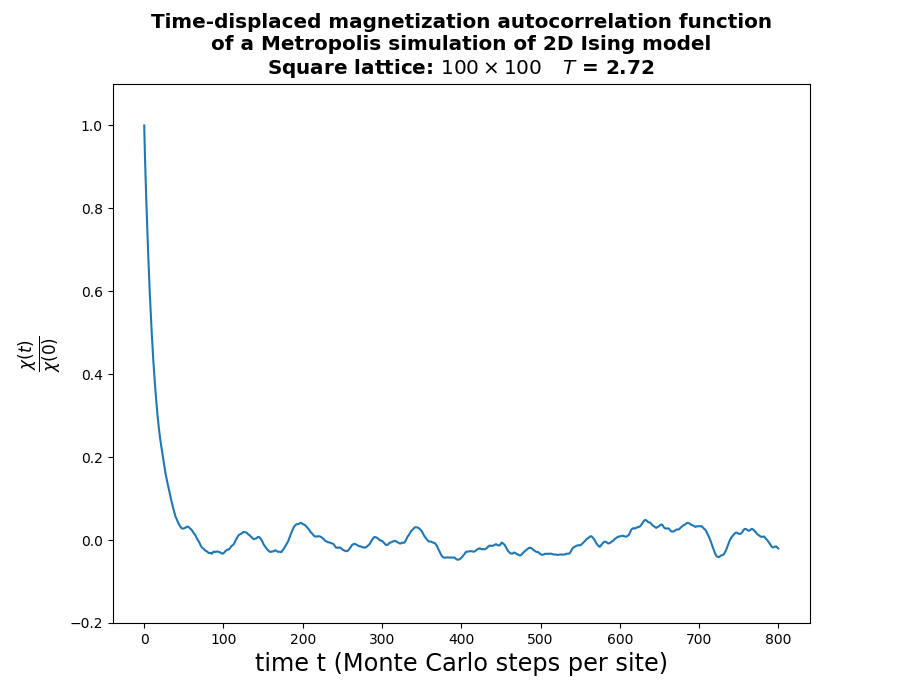 Time-displaced magnetization autocorrelation function
of a Metropolis simulation of 2D Ising model
Square lattice: 100 × 100 T = 2.72
1.0
0.8
0.6
0.4
0.2
0.0
−0.2
χ(t)
χ(0)
0 100 200 300 400 500 600 700 800
time t (Monte Carlo steps per site)